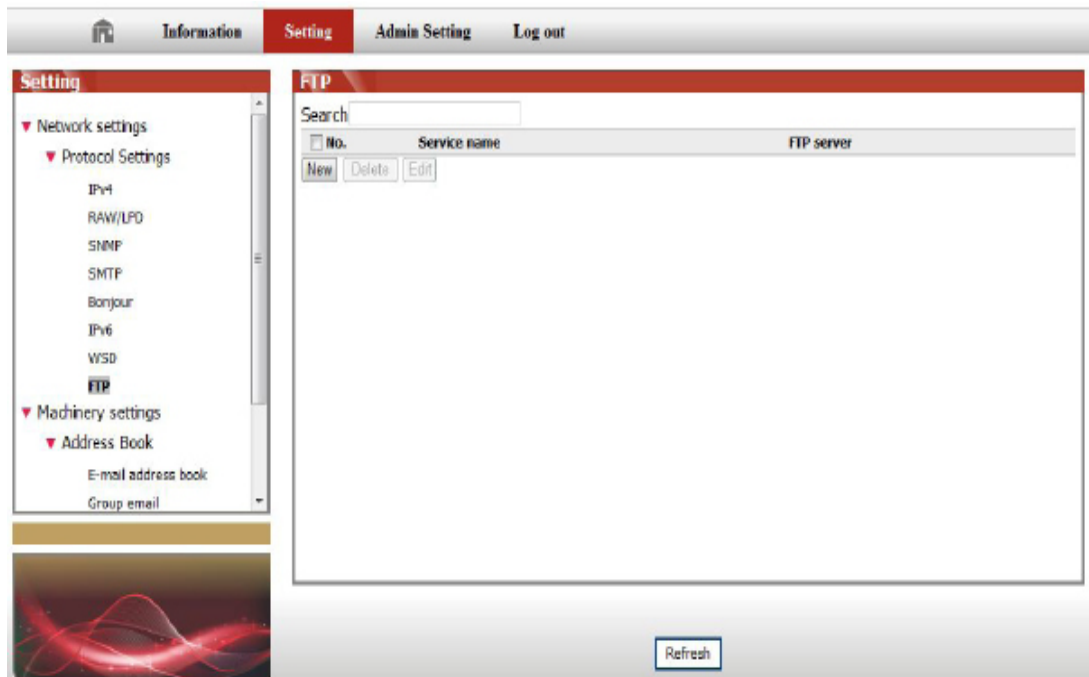 Information Setting Admin Setting Log out
Setting
Network settings
Protocol Settings
IPv4
RAW/LPD
SNMP
SMTP
Bonjour
IPv6
WSD
FTP
Machinery settings
Address Book
E-mail address book
Group email
FTP
Search
No. Service name FTP server
New Delete Edit
Refresh